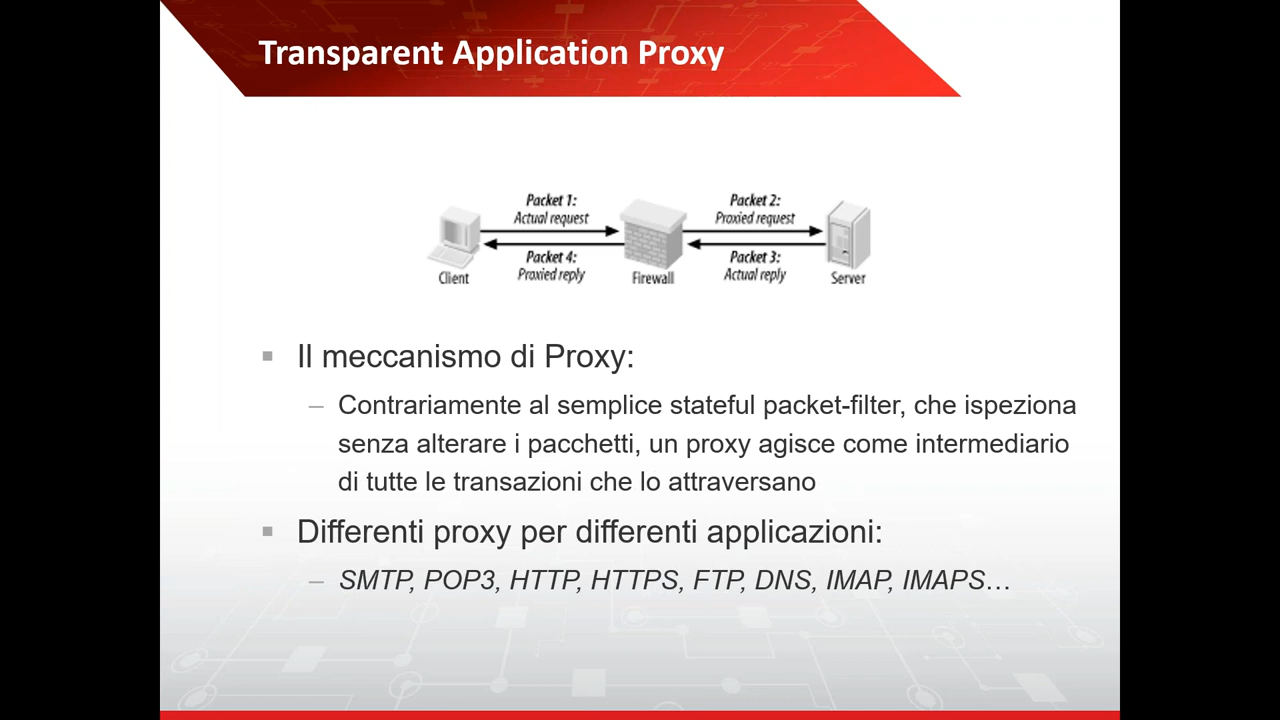 Transparent Application Proxy
Packet 1:
Actual request
Packet 2:
Proxied request
Packet 4:
Proxied reply
Packet 3:
Actual reply
Client
Firewall
Server
Il meccanismo di Proxy:
– Contrariamente al semplice stateful packet-filter, che ispeziona
senza alterare i pacchetti, un proxy agisce come intermediario
di tutte le transazioni che lo attraversano
Differenti proxy per differenti applicazioni:
– SMTP, POP3, HTTP, HTTPS, FTP, DNS, IMAP, IMAPS…